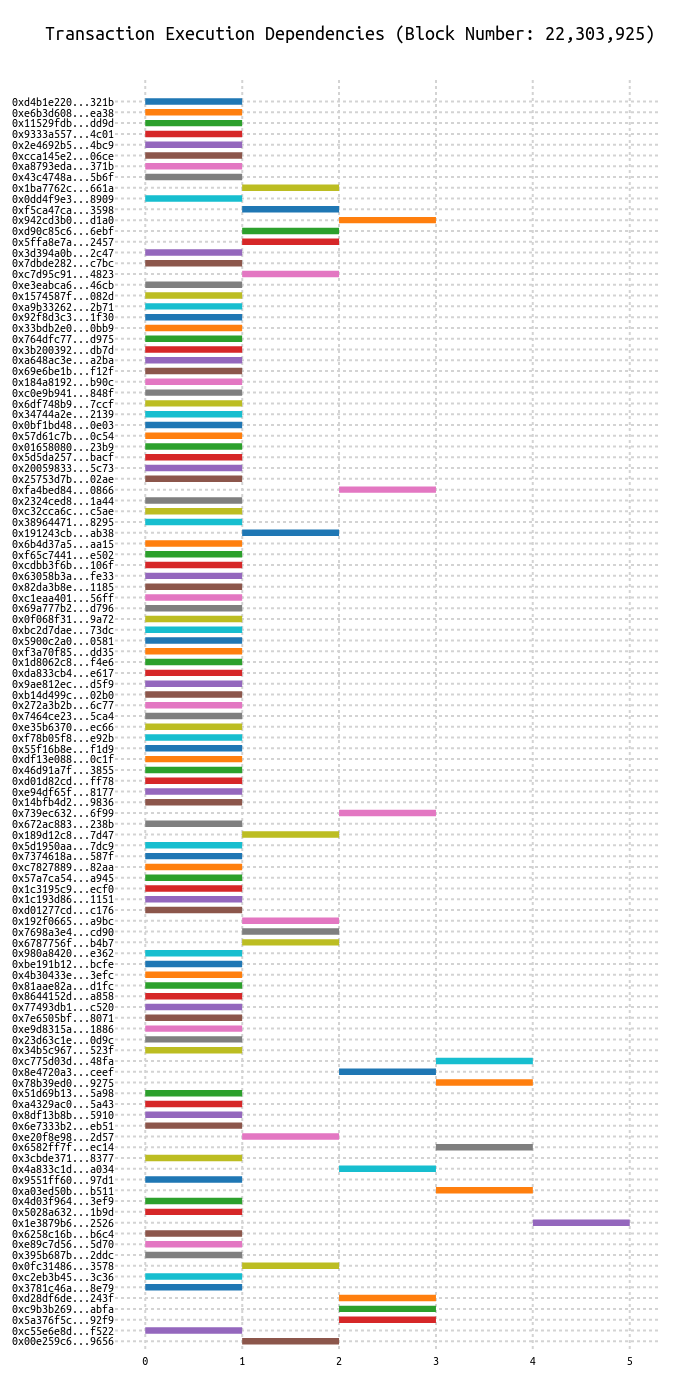 Transaction Execution Dependencies (Block Number: 22,303,925)
0xd4b1e220...321b
0xe6b3d608...ea38
0x11529fdb...dd9d
0x9333a557...4c01
0x2e4692b5...4bc9
0xcca145e2...06ce
0xa8793eda...371b
0x43c4748a...5b6f
0x1ba7762c...661a
0x0dd4f9e3...8909
0xf5ca47ca...3598
0x942cd3b0...d1a0
0xd90c85c6...6ebf
0x5ffa8e7a...2457
0x3d394a0b...2c47
0x7dbde282...c7bc
0xc7d95c91...4823
0xe3eabca6...46cb
0x1574587f...082d
0xa9b33262...2b71
0x92f8d3c3...1f30
0x33bdb2e0...0bb9
0x764dfc77...d975
0x3b200392...db7d
0xa648ac3e...a2ba
0x69e6be1b...f12f
0x184a8192...b90c
0xc0e9b941...848f
0x6df748b9...7ccf
0x34744a2e...2139
0x0bf1bd48...0e03
0x57d61c7b...0c54
0x01658080...23b9
0x5d5da257...bacf
0x20059833...5c73
0x25753d7b...02ae
0xfa4bed84...0866
0x2324ced8...1a44
0xc32cca6c...c5ae
0x38964471...8295
0x191243cb...ab38
0x6b4d37a5...aa15
0xf65c7441...e502
0xcdbb3f6b...106f
0x63058b3a...fe33
0x82da3b8e...1185
0xc1eaa401...56ff
0x69a777b2...d796
0x0f068f31...9a72
0xbc2d7dae...73dc
0x5900c2a0...0581
0xf3a70f85...dd35
0x1d8062c8...f4e6
0xda833cb4...e617
0x9ae812ec...d5f9
0xb14d499c...02b0
0x272a3b2b...6c77
0x7464ce23...5ca4
0xe35b6370...ec66
0xf78b05f8...e92b
0x55f16b8e...f1d9
0xdf13e088...0c1f
0x46d91a7f...3855
0xd01d82cd...ff78
0xe94df65f...8177
0x14bfb4d2...9836
0x739ec632...6f99
0x672ac883...238b
0x189d12c8...7d47
0x5d1950aa...7dc9
0x7374618a...587f
0xc7827889...82aa
0x57a7ca54...a945
0x1c3195c9...ecf0
0x1c193d86...1151
0xd01277cd...c176
0x192f0665...a9bc
0x7698a3e4...cd90
0x6787756f...b4b7
0x980a8420...e362
0xbe191b12...bcfe
0x4b30433e...3efc
0x81aae82a...d1fc
0x8644152d...a858
0x77493db1...c520
0x7e6505bf...8071
0xe9d8315a...1886
0x23d63c1e...0d9c
0x34b5c967...523f
0xc775d03d...48fa
0x8e4720a3...ceef
0x78b39ed0...9275
0x51d69b13...5a98
0xa4329ac0...5a43
0x8df13b8b...5910
0x6e7333b2...eb51
0xe20f8e98...2d57
0x6582ff7f...ec14
0x3cbde371...8377
0x4a833c1d...a034
0x9551ff60...97d1
0xa03ed50b...b511
0x4d03f964...3ef9
0x5028a632...1b9d
0x1e3879b6...2526
0x6258c16b...b6c4
0xe89c7d56...5d70
0x395b687b...2ddc
0x0fc31486...3578
0xc2eb3b45...3c36
0x3781c46a...8e79
0xd28df6de...243f
0xc9b3b269...abfa
0x5a376f5c...92f9
0xc55e6e8d...f522
0x00e259c6...9656
0 1 2 3 4 5